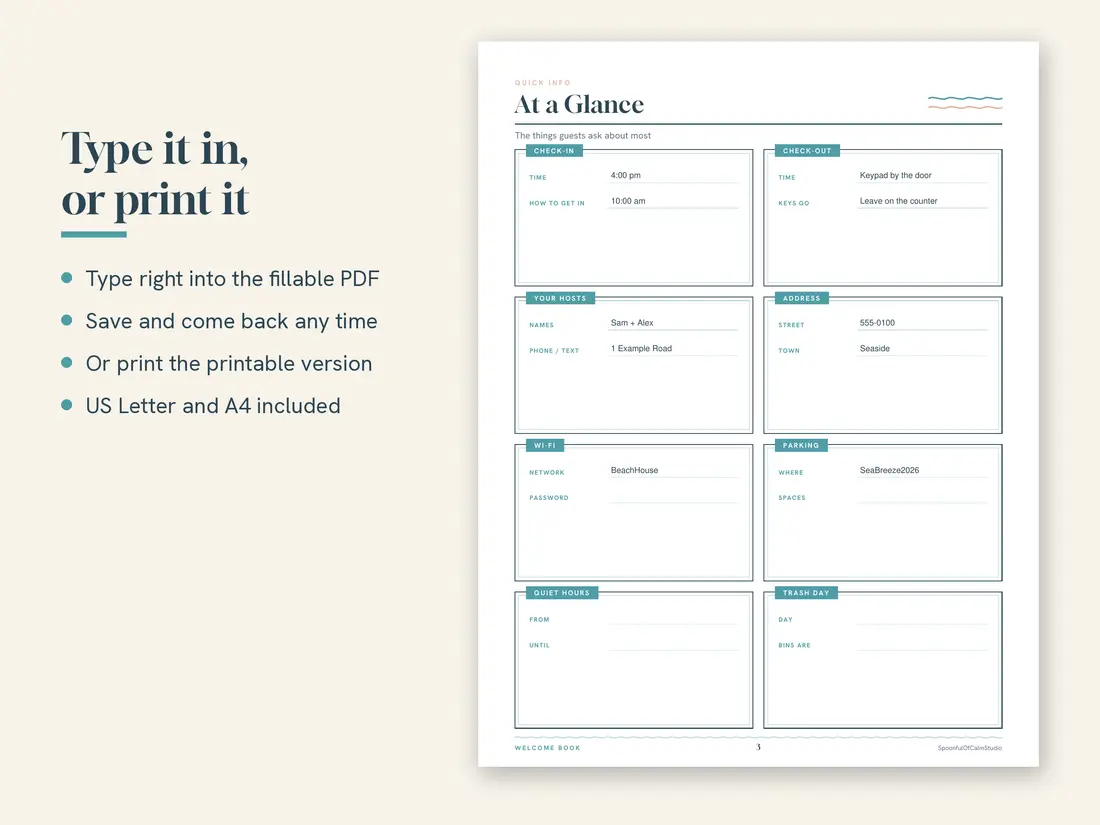 Type it in,
or print it
Type right into the fillable PDF
Save and come back any time
Or print the printable version
US Letter and A4 included
QUICK INFO
At a Glance
The things guests ask about most
CHECK-IN
TIME 4:00 pm
HOW TO GET IN 10:00 am
CHECK-OUT
TIME Keypad by the door
KEYS GO Leave on the counter
YOUR HOSTS
NAMES Sam + Alex
PHONE / TEXT 1 Example Road
ADDRESS
STREET 555-0100
TOWN Seaside
WI-FI
NETWORK BeachHouse
PASSWORD
PARKING
WHERE SeaBreeze2026
SPACES
QUIET HOURS
FROM
UNTIL
TRASH DAY
DAY
BINS ARE
WELCOME BOOK 3 SpoonfulOfCalmStudio